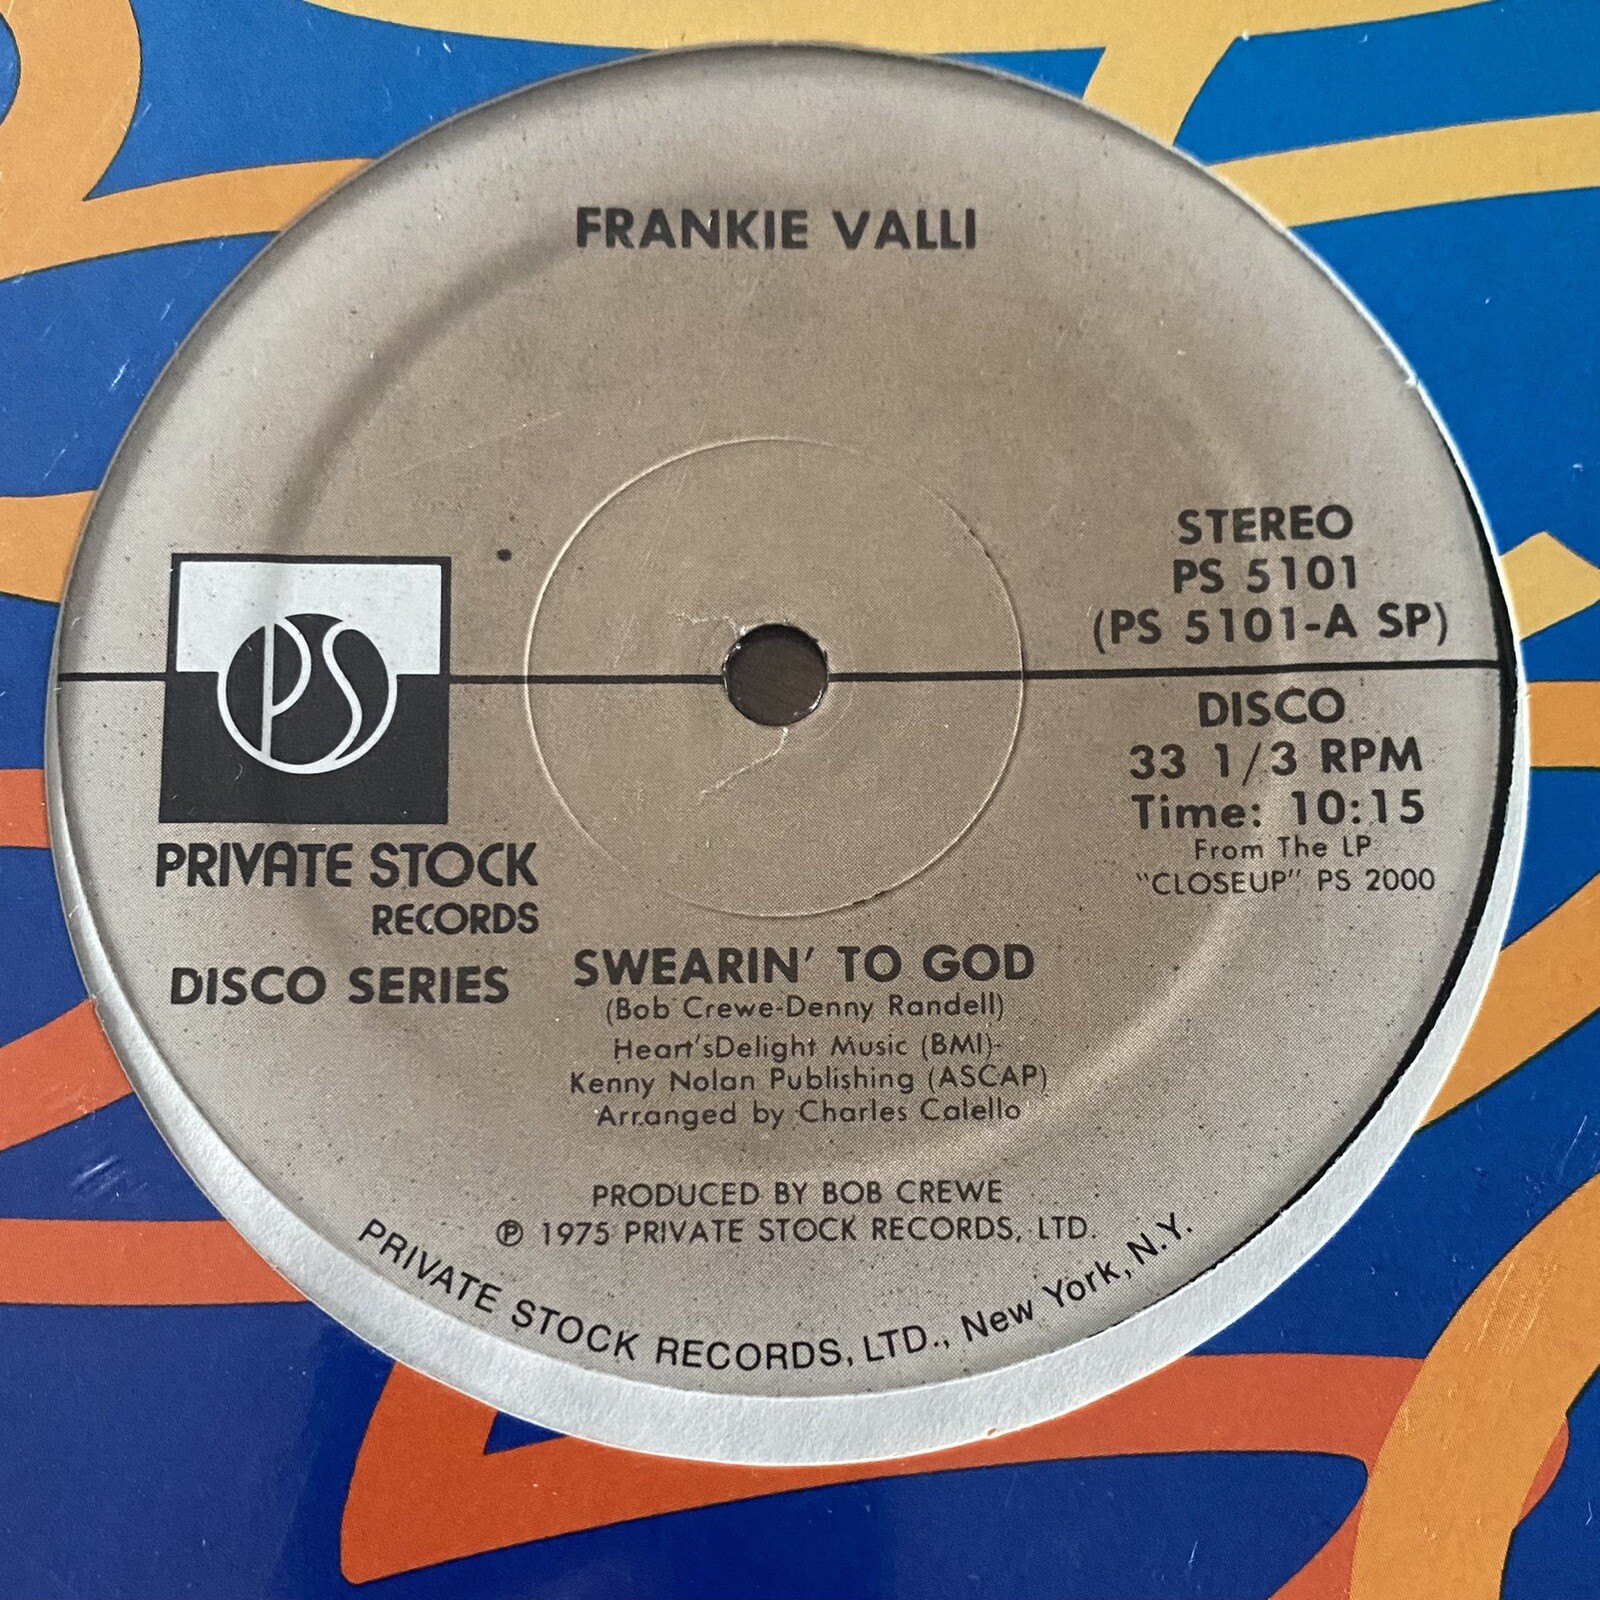 FRANKIE VALLI
STEREO
PS 5101
(PS 5101-A SP)
DISCO
33 1/3 RPM
Time: 10:15
From The LP
"CLOSEUP" PS 2000
PS
PRIVATE STOCK
RECORDS
DISCO SERIES
SWEARIN' TO GOD
(Bob Crewe-Denny Randell)
Heart'sDelight Music (BMI)-
Kenny Nolan Publishing (ASCAP)
Arranged by Charles Calello
PRODUCED BY BOB CREWE
℗ 1975 PRIVATE STOCK RECORDS, LTD.
PRIVATE STOCK RECORDS, LTD., New York, N.Y.